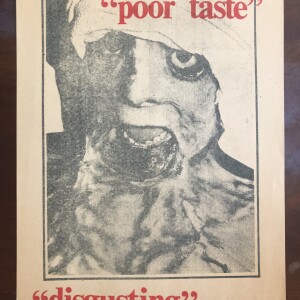 “poor taste”
“disgusting”